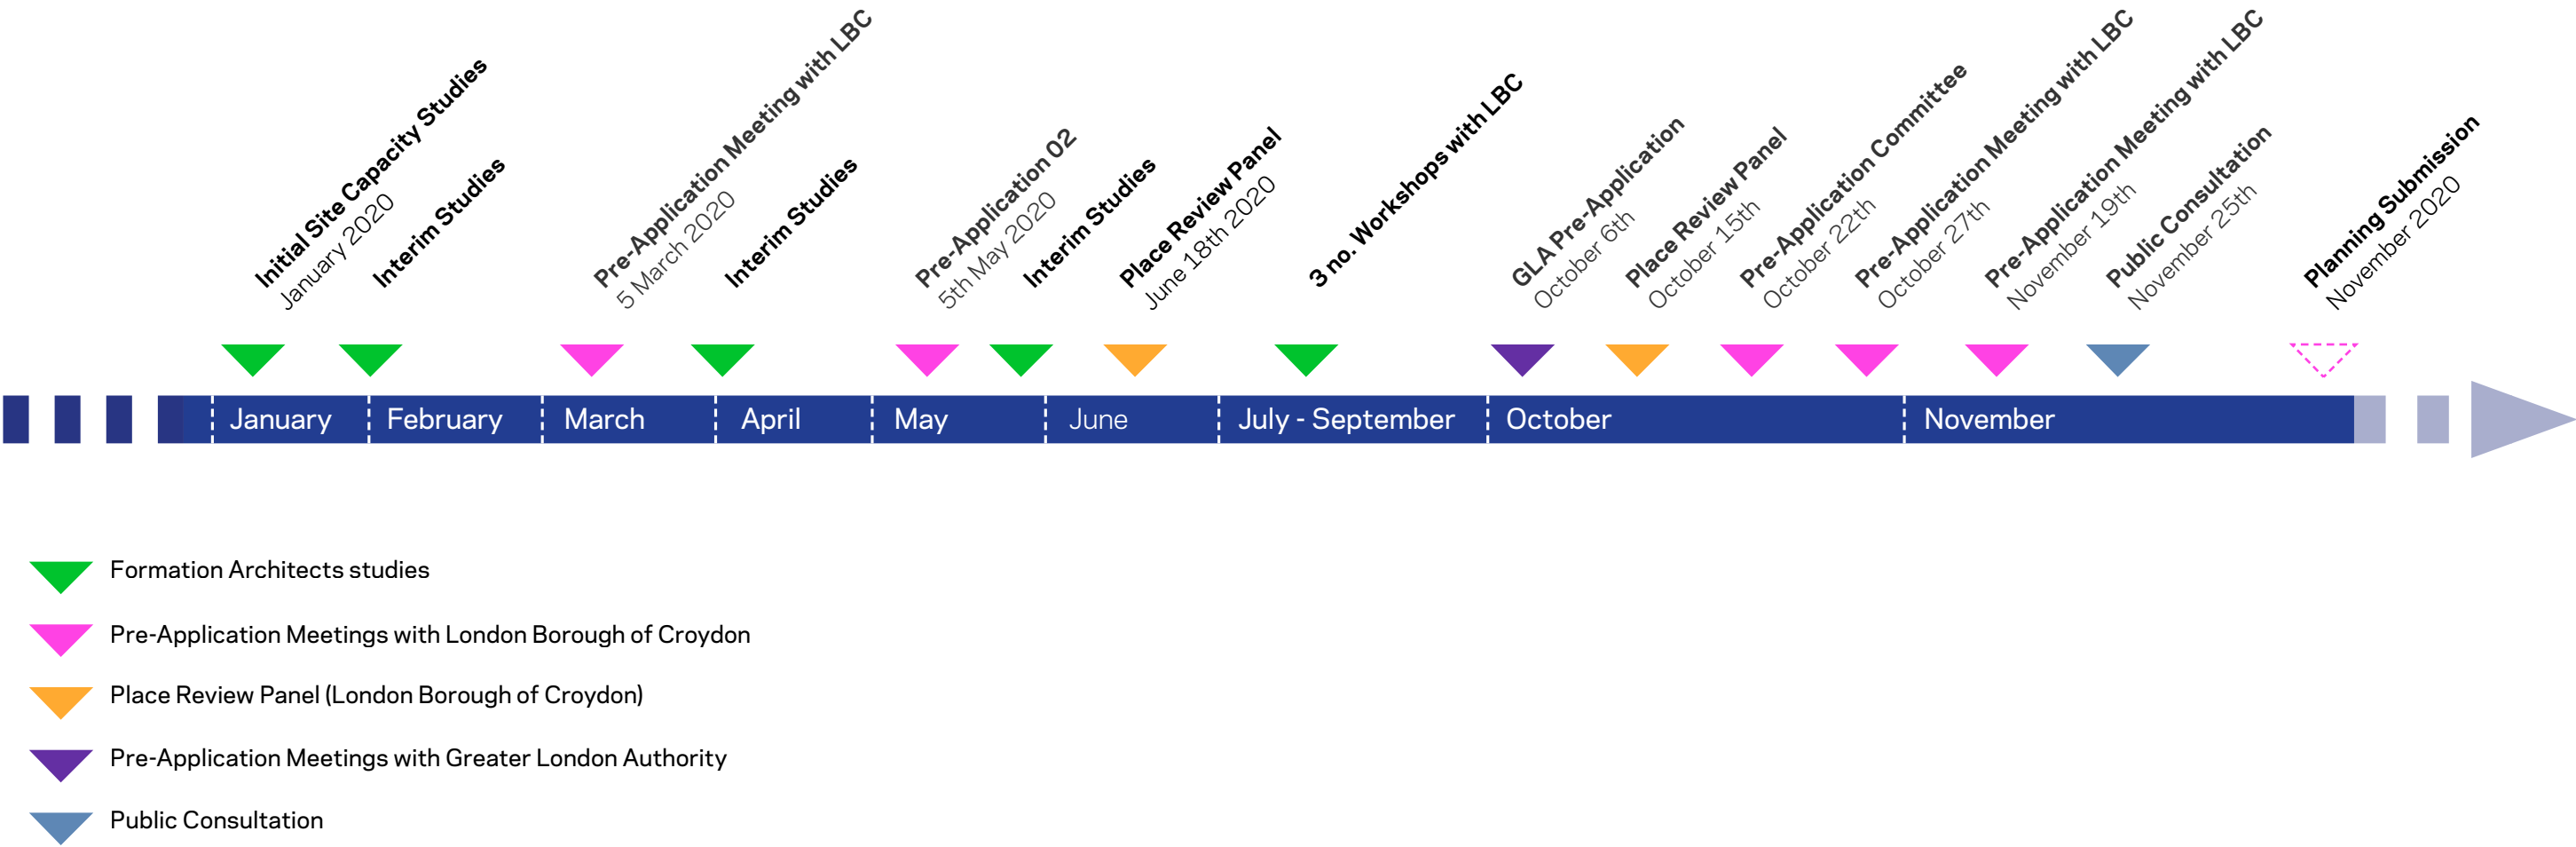 Initial Site Capacity Studies
January 2020
Interim Studies
Pre-Application Meeting with LBC
5 March 2020
Interim Studies
Pre-Application 02
5th May 2020
Interim Studies
Place Review Panel
June 18th 2020
3 no. Workshops with LBC
GLA Pre-Application
October 6th
Place Review Panel
October 15th
Pre-Application Committee
October 22th
Pre-Application Meeting with LBC
October 27th
Pre-Application Meeting with LBC
November 19th
Public Consultation
November 25th
Planning Submission
November 2020
January
February
March
April
May
June
July - September
October
November
Formation Architects studies
Pre-Application Meetings with London Borough of Croydon
Place Review Panel (London Borough of Croydon)
Pre-Application Meetings with Greater London Authority
Public Consultation